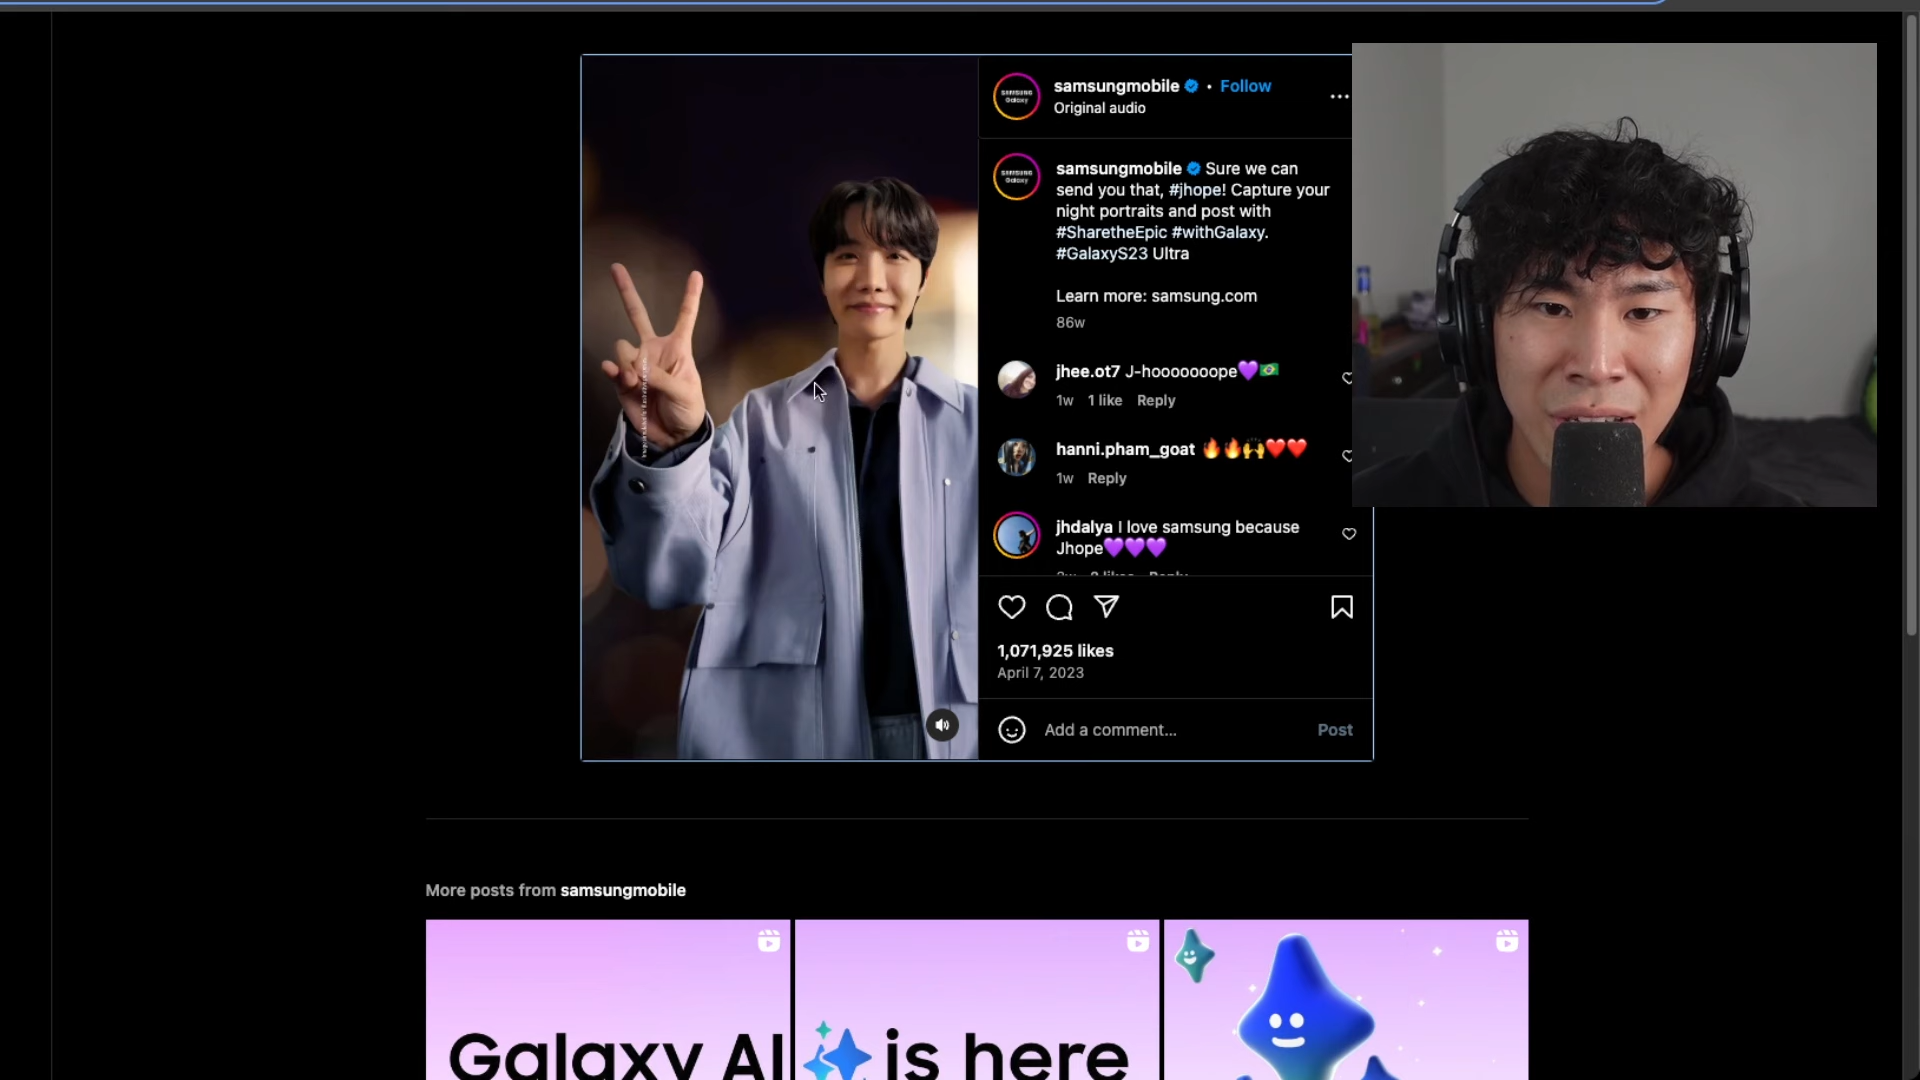 samsungmobile • Follow
Original audio
samsungmobile Sure we can
send you that, #jhope! Capture your
night portraits and post with
#SharetheEpic #withGalaxy.
#GalaxyS23 Ultra
Learn more: samsung.com
86w
jhee.ot7 J-hooooooope💜🇧🇷
1w 1 like Reply
hanni.pham_goat 🔥🔥🙌❤️❤️
1w Reply
jhdalya I love samsung because
Jhope💜💜💜
1,071,925 likes
April 7, 2023
Add a comment... Post
More posts from samsungmobile
Galaxy AI is here